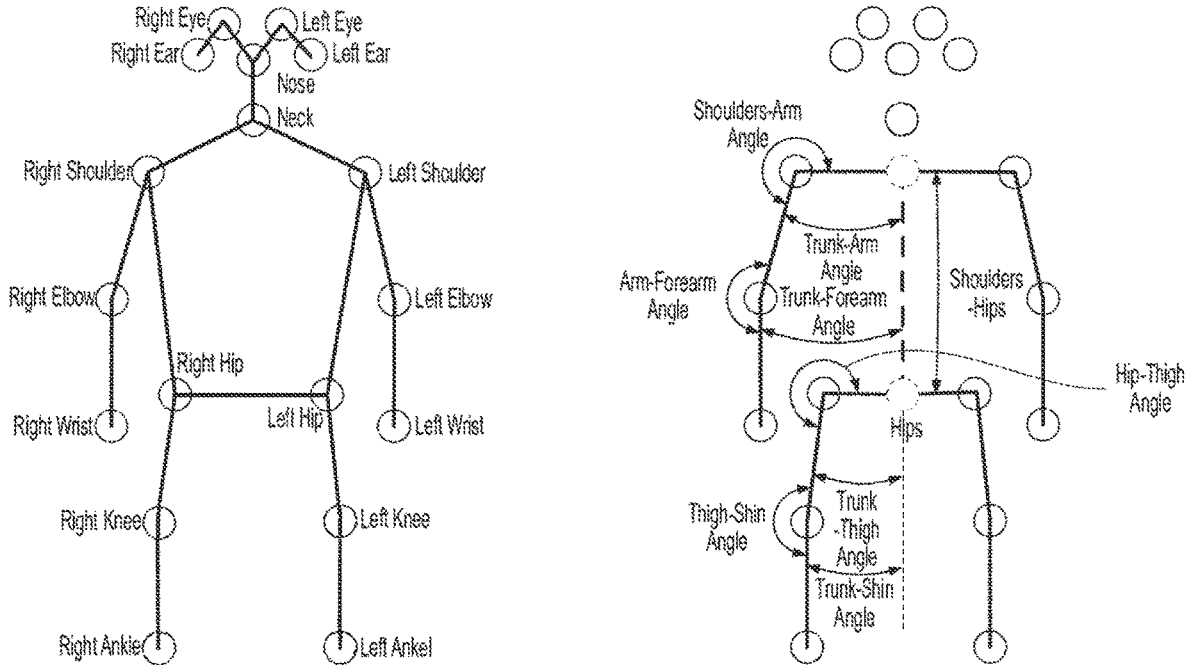 Right Eye
Left Eye
Right Ear
Left Ear
Nose
Neck
Right Shoulder
Left Shoulder
Right Elbow
Left Elbow
Right Hip
Left Hip
Right Wrist
Left Wrist
Right Knee
Left Knee
Right Ankle
Left Ankel
Shoulders-Arm
Angle
Trunk-Arm
Angle
Arm-Forearm
Angle
Trunk-Forearm
Angle
Shoulders
-Hips
Hip-Thigh
Angle
Hips
Thigh-Shin
Angle
Trunk
-Thigh
Angle
Trunk-Shin
Angle